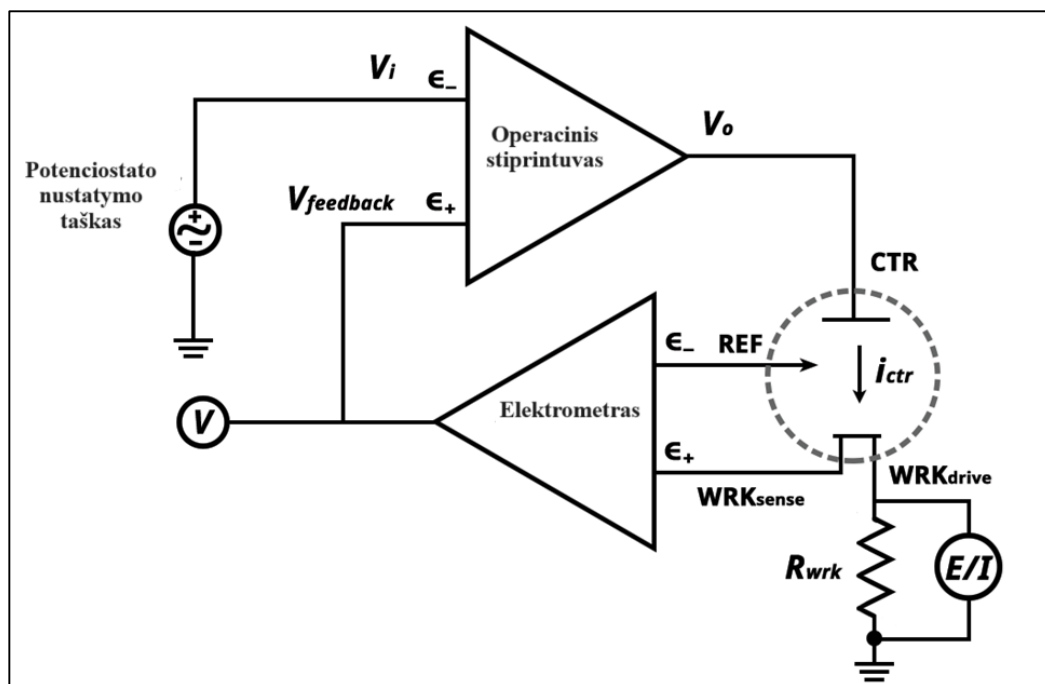 Vi
ϵ−
Operacinis
stiprintuvas
Vo
Potenciostato
nustatymo
taškas
+
−
Vfeedback
ϵ+
CTR
ϵ−
REF
ictr
Elektrometras
V
ϵ+
WRKsense
WRKdrive
Rwrk
E/I